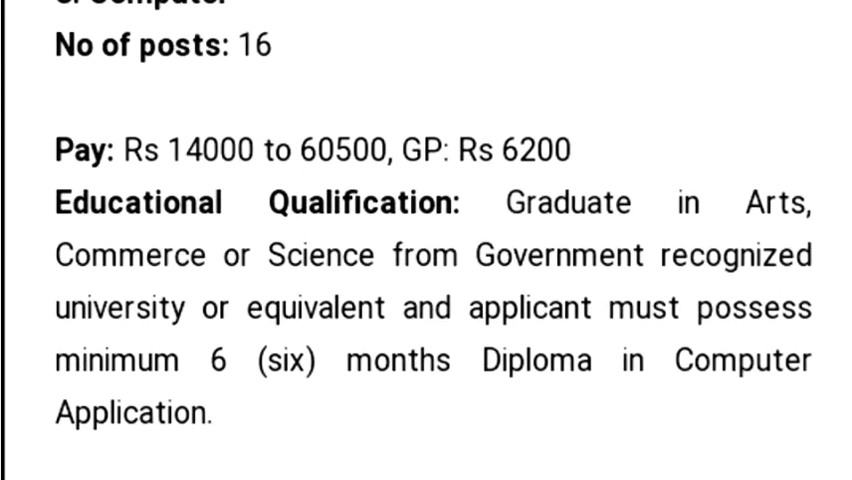 No of posts: 16
Pay: Rs 14000 to 60500, GP: Rs 6200
Educational Qualification: Graduate in Arts,
Commerce or Science from Government recognized
university or equivalent and applicant must possess
minimum 6 (six) months Diploma in Computer
Application.